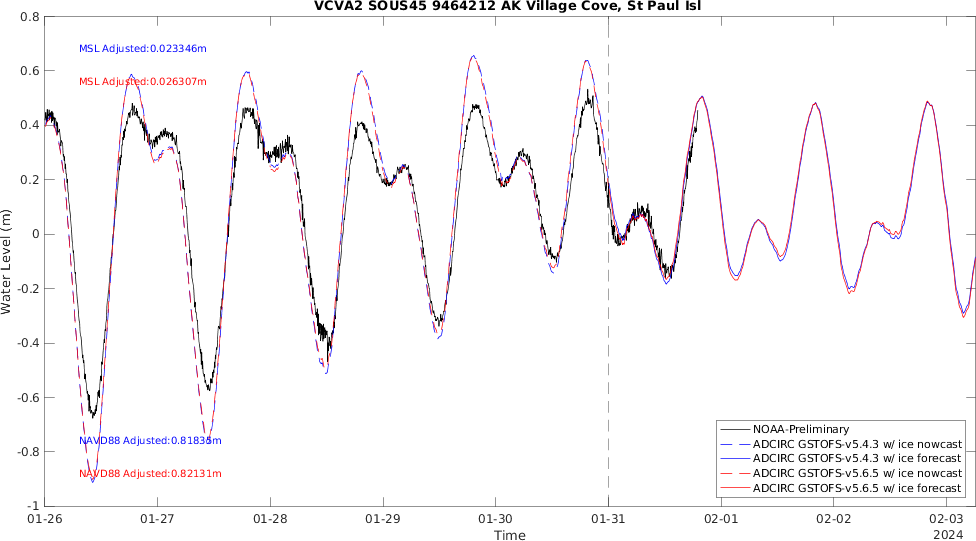 VCVA2 SOUS45 9464212 AK Village Cove, St Paul Isl
MSL Adjusted:0.023346m
MSL Adjusted:0.026307m
NAVD88 Adjusted:0.81835m
NAVD88 Adjusted:0.82131m
Water Level (m)
0.8
0.6
0.4
0.2
0
-0.2
-0.4
-0.6
-0.8
-1
NOAA-Preliminary
ADCIRC GSTOFS-v5.4.3 w/ ice nowcast
ADCIRC GSTOFS-v5.4.3 w/ ice forecast
ADCIRC GSTOFS-v5.6.5 w/ ice nowcast
ADCIRC GSTOFS-v5.6.5 w/ ice forecast
01-26 01-27 01-28 01-29 01-30 01-31 02-01 02-02 02-03
Time
2024